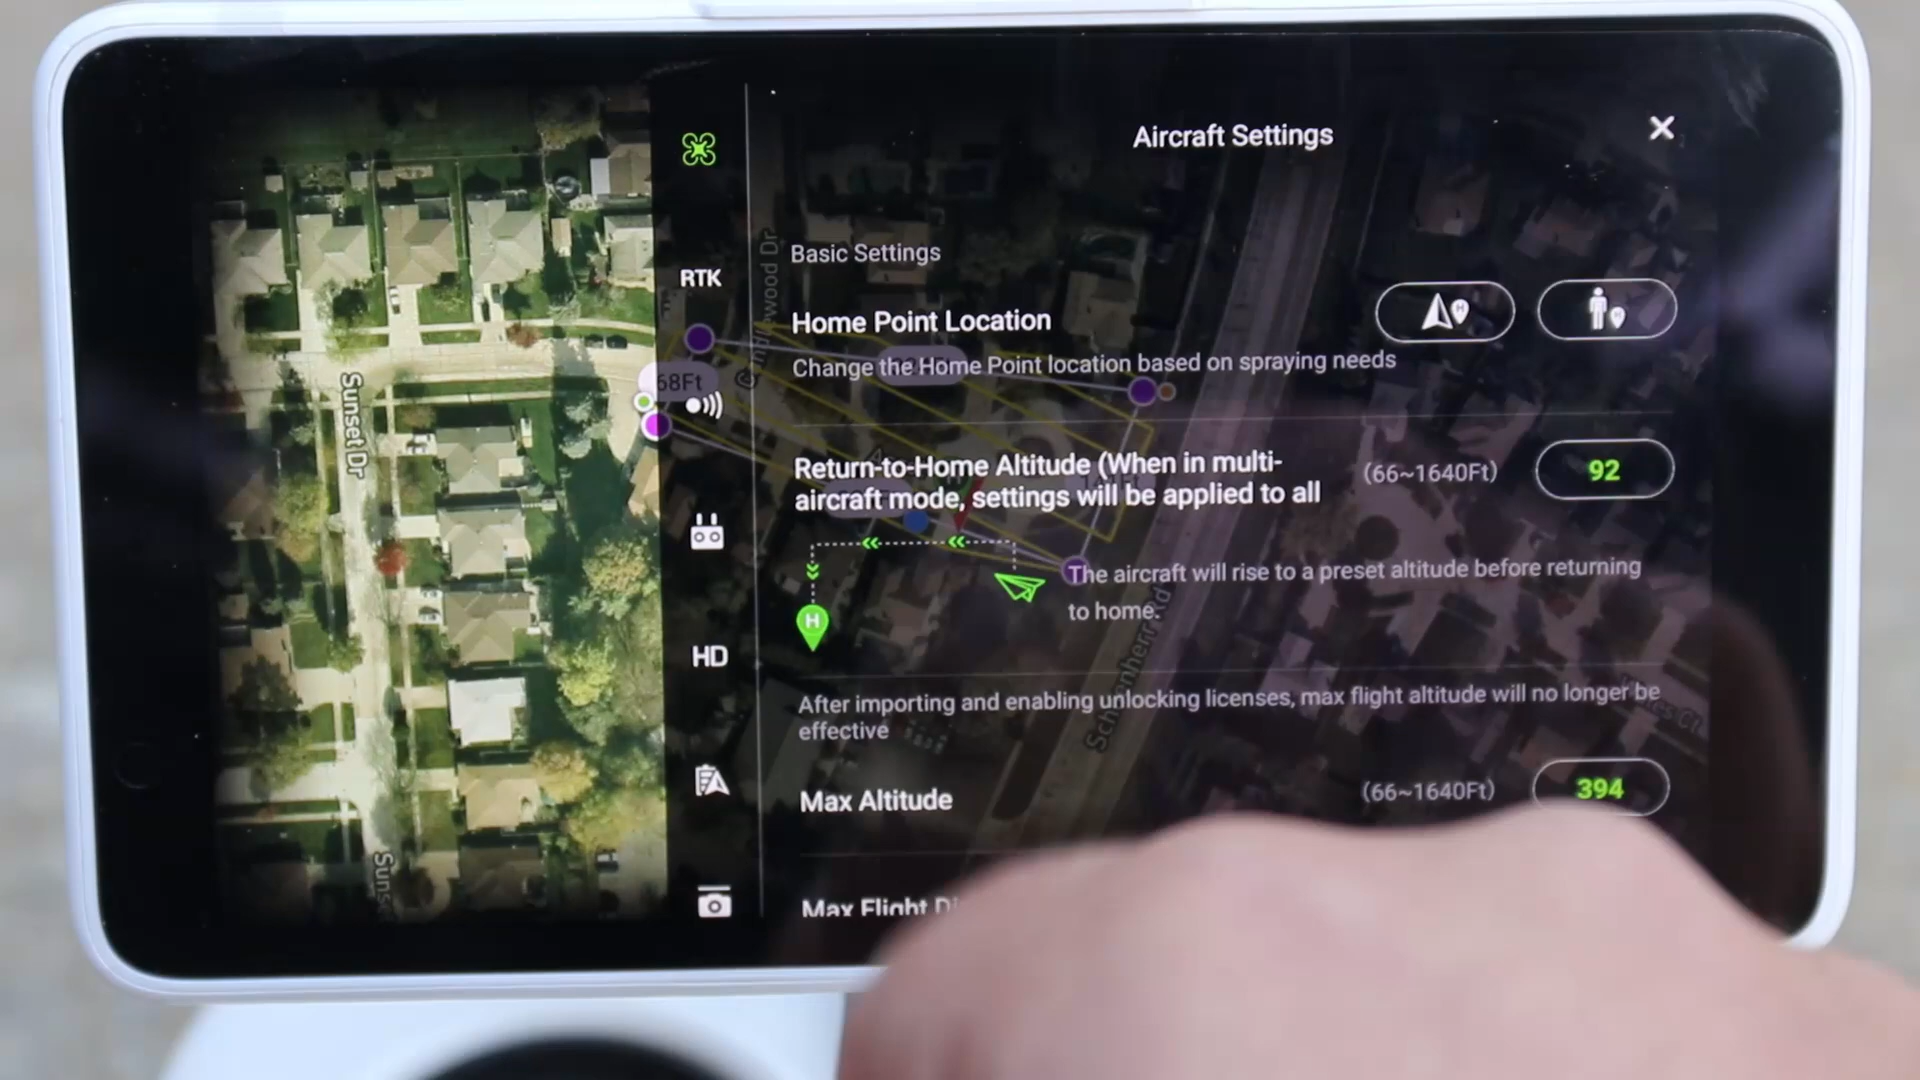 Aircraft Settings
RTK
Basic Settings
Home Point Location
Change the Home Point location based on spraying needs
68Ft
Sunset Dr
Return-to-Home Altitude (When in multi-
aircraft mode, settings will be applied to all
(66~1640Ft)
92
The aircraft will rise to a preset altitude before returning
to home.
H
HD
After importing and enabling unlocking licenses, max flight altitude will no longer be
effective
Max Altitude
(66~1640Ft)
394
Max Flight